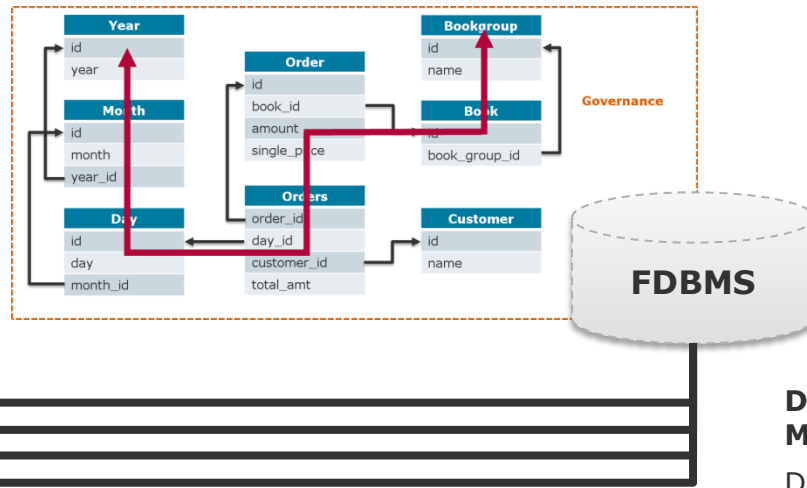 Year
id
year
Month
id
month
year_id
Day
id
day
month_id
Order
id
book_id
amount
single_price
Orders
order_id
day_id
customer_id
total_amt
Bookgroup
id
name
Book
id
book_group_id
Customer
id
name
Governance
FDBMS
D
M
D